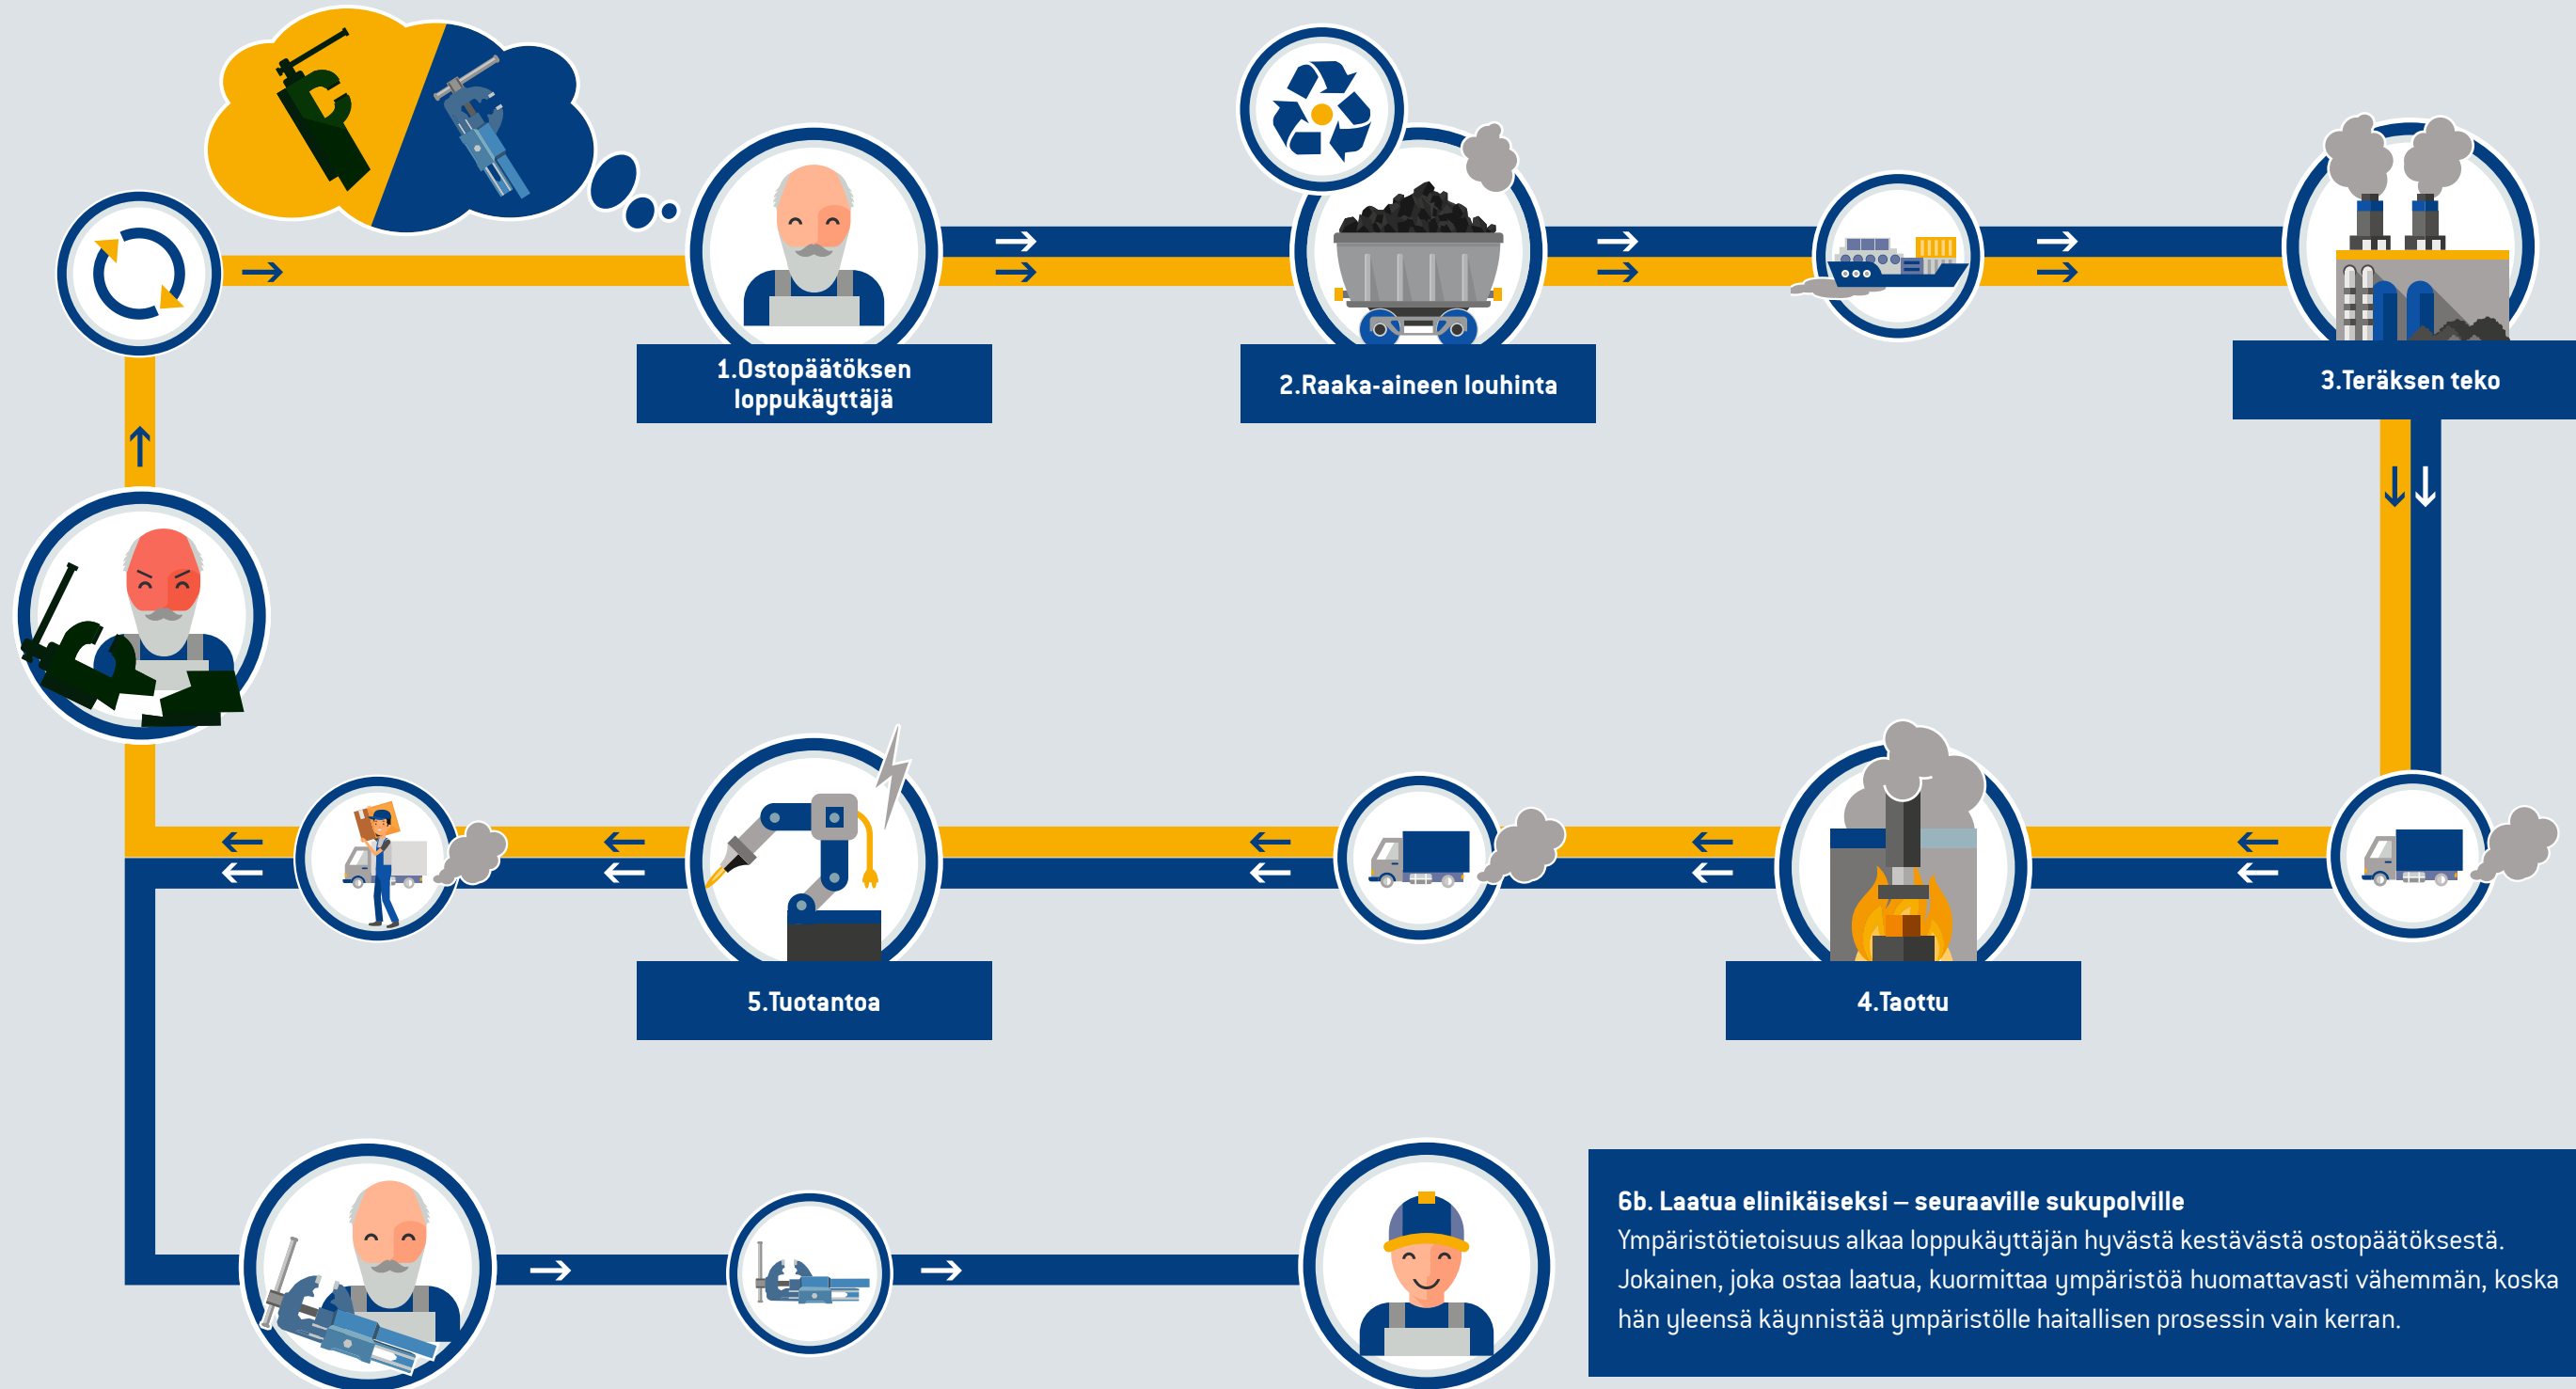 1.Ostopäätöksen
loppukäyttäjä
2.Raaka-aineen louhinta
3.Teräksen teko
5.Tuotantoa
4.Taottu
6b. Laatua elinikäiseksi – seuraaville sukupolville
Ympäristötietoisuus alkaa loppukäyttäjän hyvästä kestävästä ostopäätöksestä.
Jokainen, joka ostaa laatua, kuormittaa ympäristöä huomattavasti vähemmän, koska
hän yleensä käynnistää ympäristölle haitallisen prosessin vain kerran.